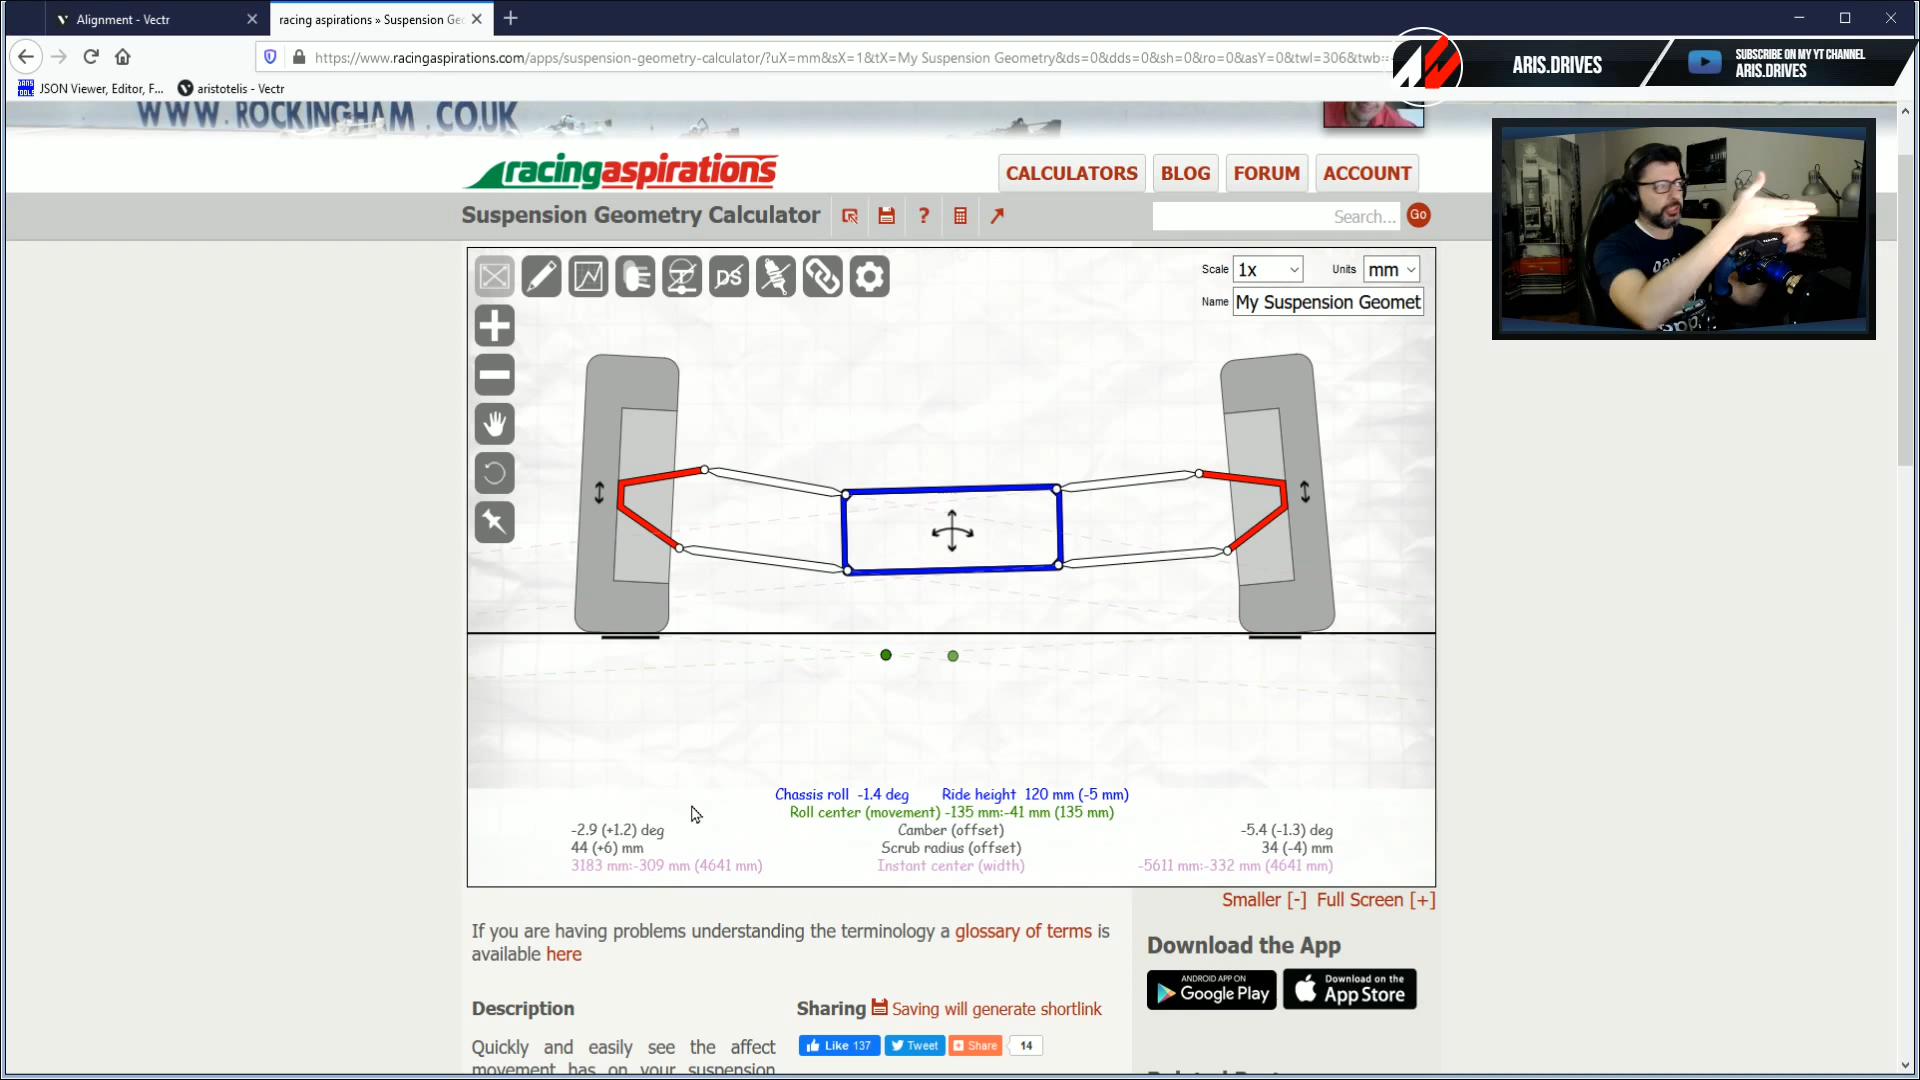 Alignment - Vectr
racing aspirations » Suspension Geo
https://www.racingaspirations.com/apps/suspension-geometry-calculator/?uX=mm&sX=1&tX=My Suspension Geometry&ds=0&dds=0&sh=0&ro=0&asY=0&twl=306&twb=
ARIS.DRIVES
SUBSCRIBE ON MY YT CHANNEL
ARIS.DRIVES
JSON Viewer, Editor, F...
aristotelis - Vectr
WWW.ROCKINGHAM.CO.UK
racingaspirations
CALCULATORS
BLOG
FORUM
ACCOUNT
Suspension Geometry Calculator
?
Search...
Go
DS
Scale 1x
Units mm
Name My Suspension Geomet
Chassis roll -1.4 deg Ride height 120 mm (-5 mm)
Roll center (movement) -135 mm:-41 mm (135 mm)
-2.9 (+1.2) deg Camber (offset) -5.4 (-1.3) deg
44 (+6) mm Scrub radius (offset) 34 (-4) mm
3183 mm:-309 mm (4641 mm) Instant center (width) -5611 mm:-332 mm (4641 mm)
Smaller [-] Full Screen [+]
If you are having problems understanding the terminology a glossary of terms is
available here
Download the App
ANDROID APP ON
Google Play
Download on the
App Store
Description
Sharing Saving will generate shortlink
Quickly and easily see the affect
movement has on your suspension
Like 137
Tweet
Share
14